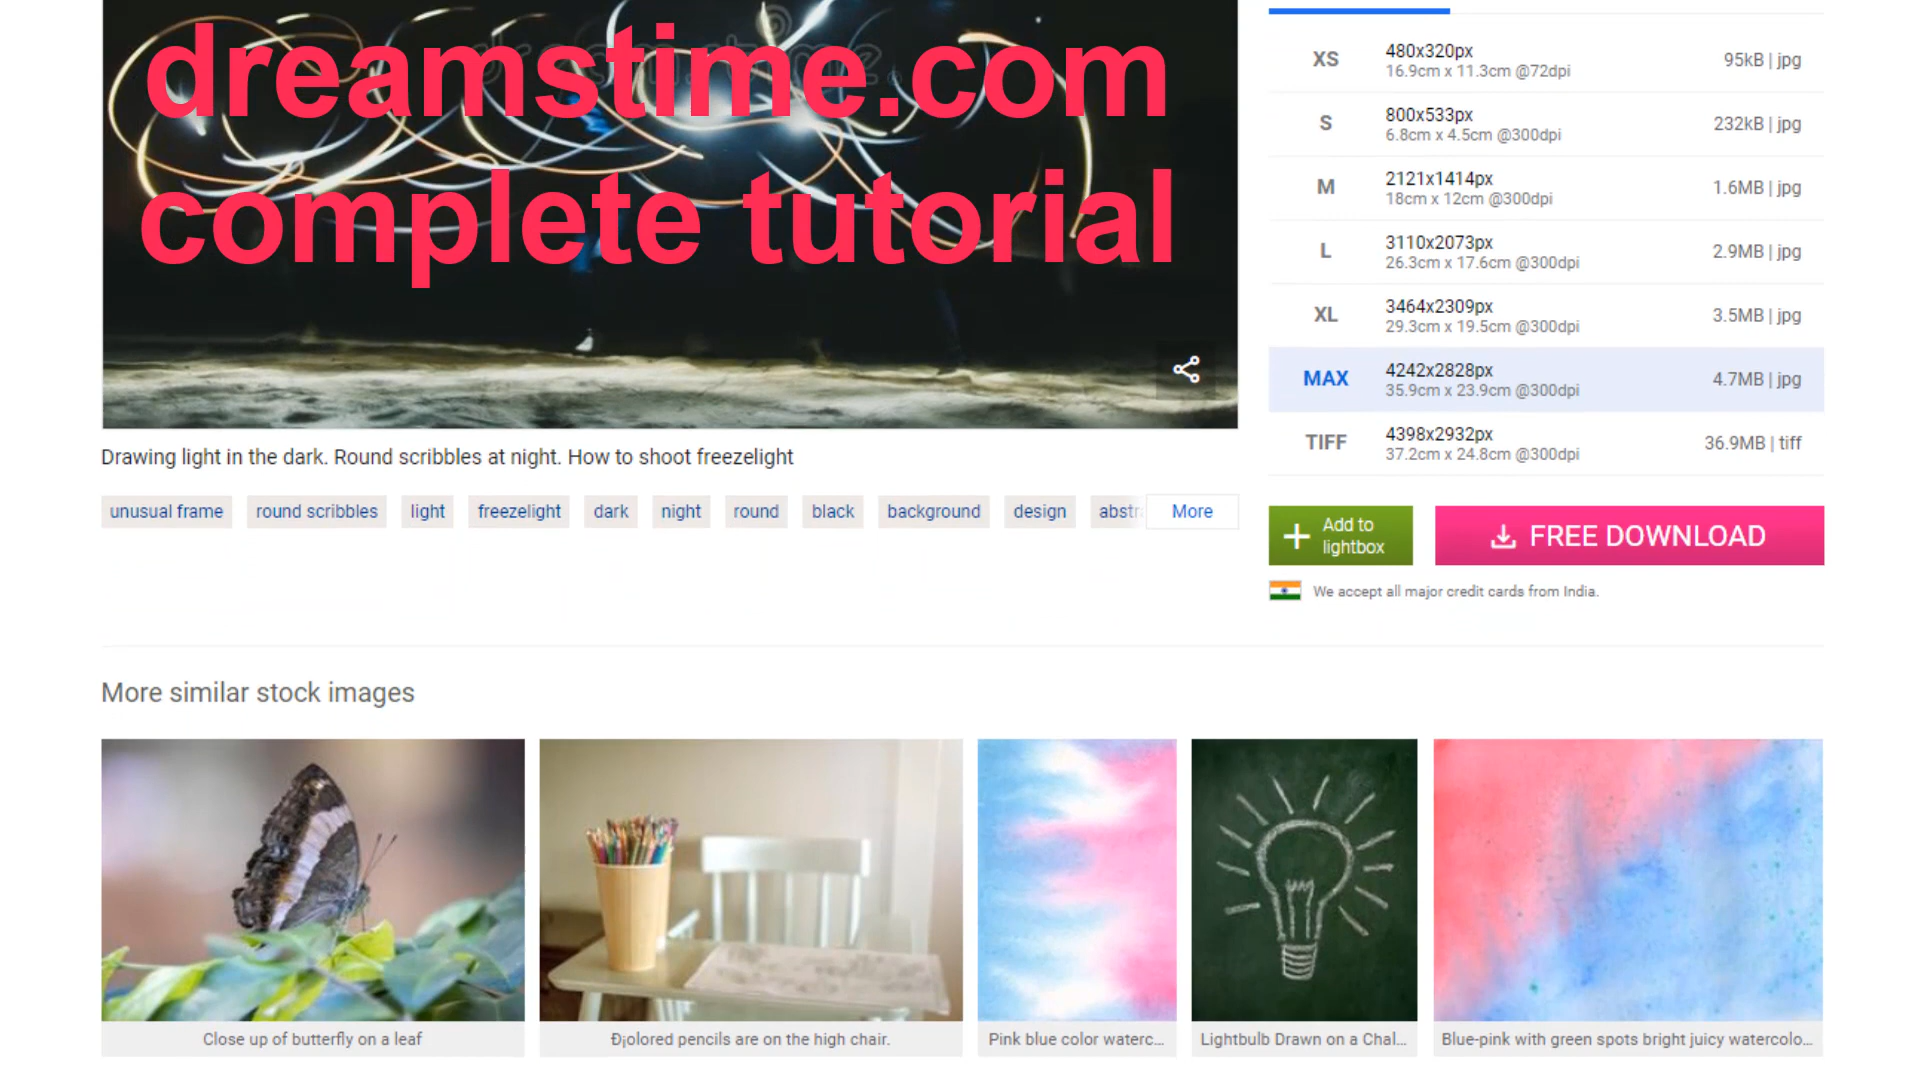 dreamstime.com
complete tutorial
XS 480x320px 95kB | jpg
16.9cm x 11.3cm @72dpi
S 800x533px 232kB | jpg
6.8cm x 4.5cm @300dpi
M 2121x1414px 1.6MB | jpg
18cm x 12cm @300dpi
L 3110x2073px 2.9MB | jpg
26.3cm x 17.6cm @300dpi
XL 3464x2309px 3.5MB | jpg
29.3cm x 19.5cm @300dpi
MAX 4242x2828px 4.7MB | jpg
35.9cm x 23.9cm @300dpi
TIFF 4398x2932px 36.9MB | tiff
37.2cm x 24.8cm @300dpi
Drawing light in the dark. Round scribbles at night. How to shoot freezelight
unusual frame round scribbles light freezelight dark night round black background design abstr More
Add to
lightbox
FREE DOWNLOAD
We accept all major credit cards from India.
More similar stock images
Close up of butterfly on a leaf
Đ¡olored pencils are on the high chair.
Pink blue color waterc...
Lightbulb Drawn on a Chal...
Blue-pink with green spots bright juicy watercolo...